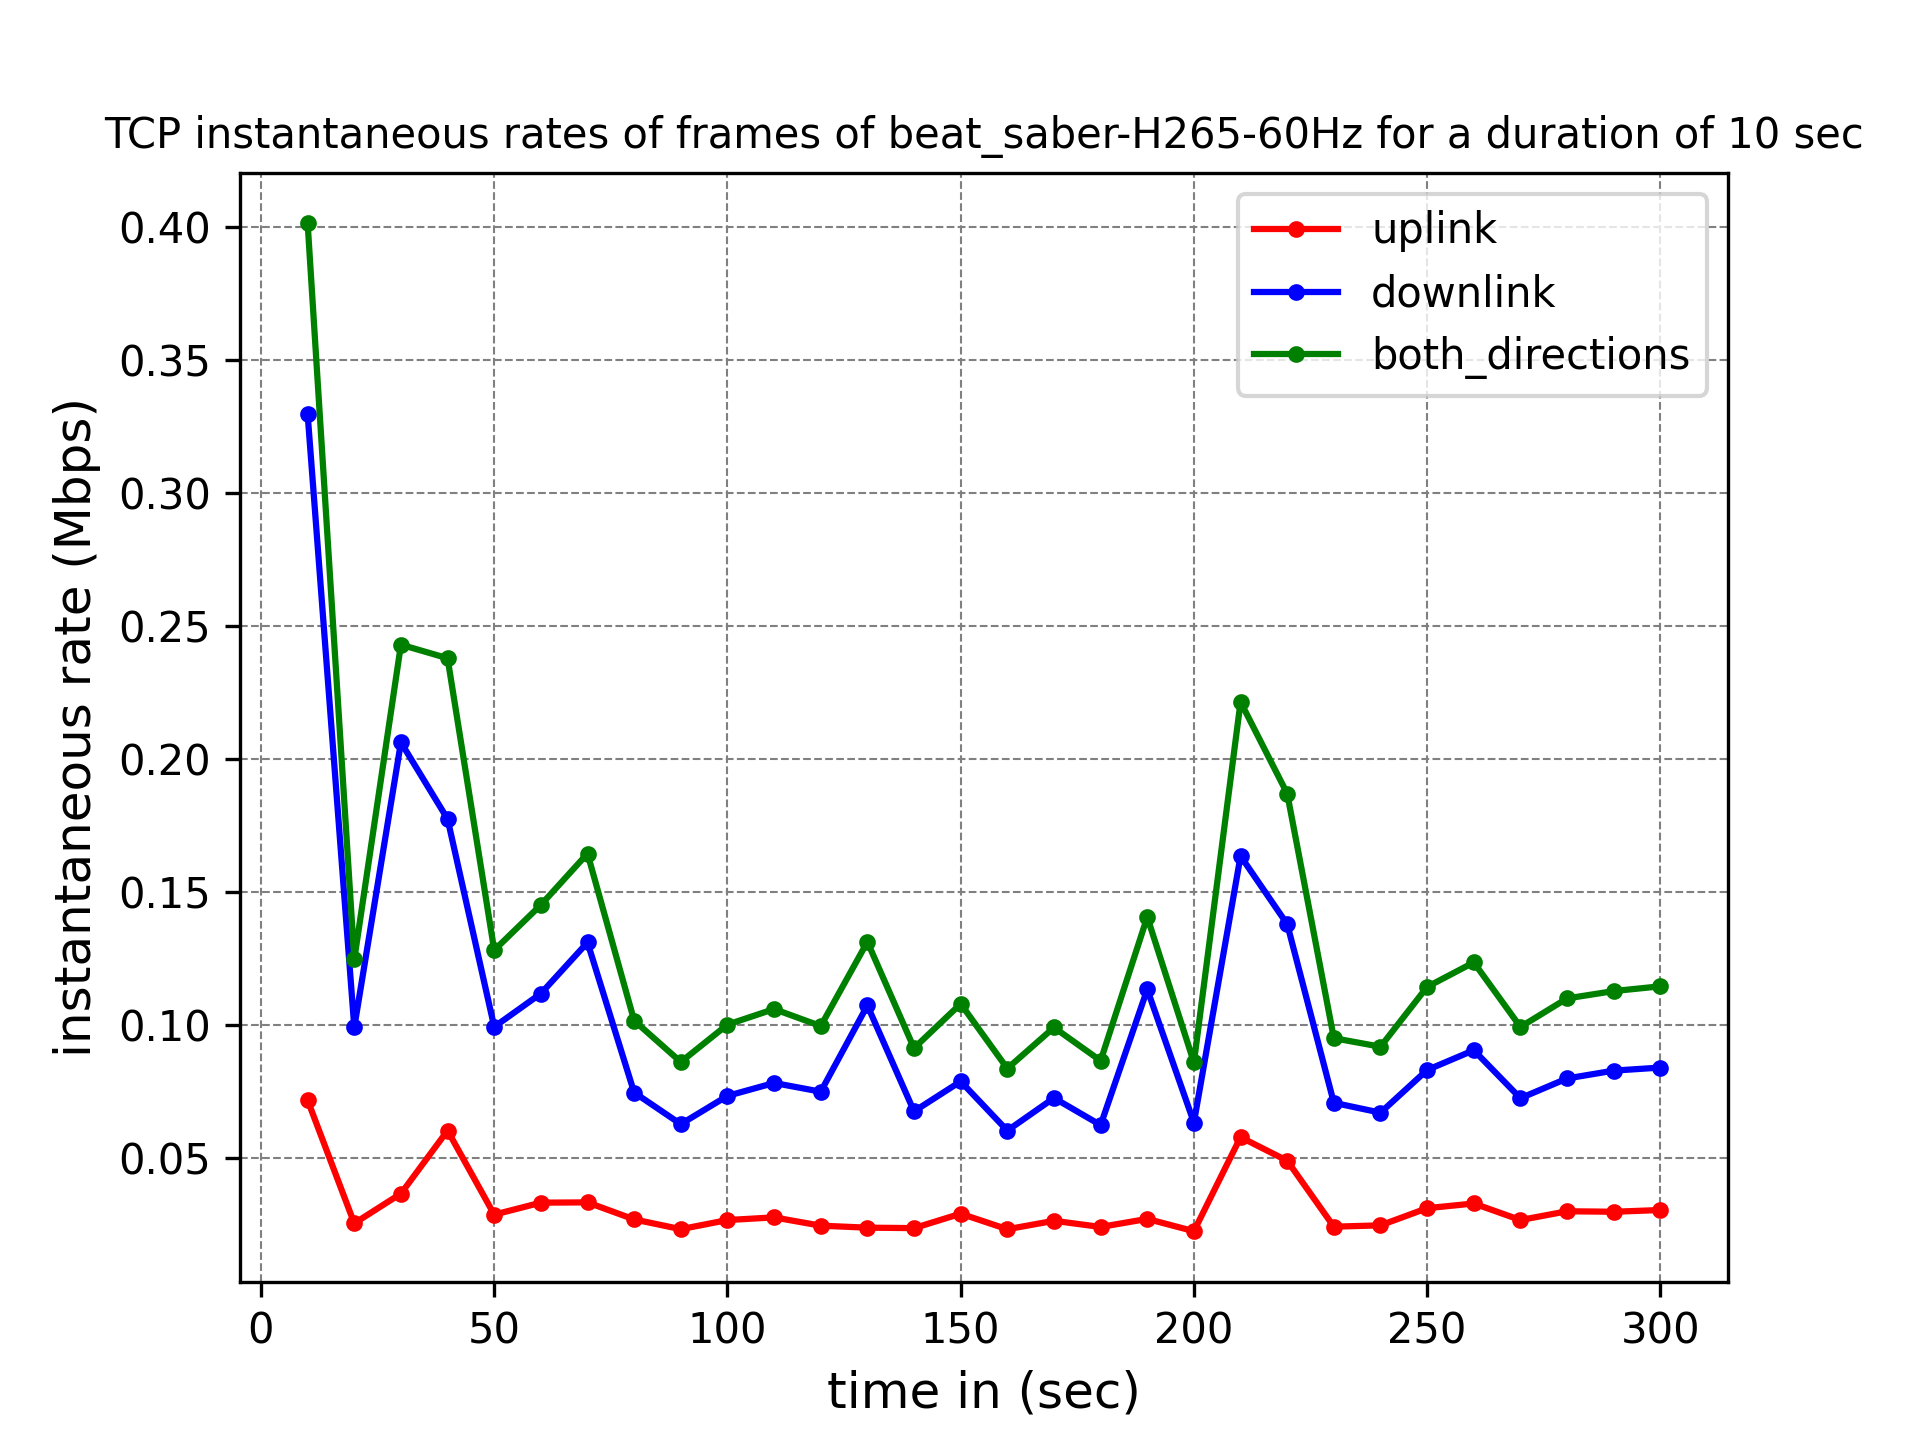 TCP instantaneous rates of frames of beat_saber-H265-60Hz for a duration of 10 sec
uplink
downlink
both_directions
instantaneous rate (Mbps)
0.40
0.35
0.30
0.25
0.20
0.15
0.10
0.05
0 50 100 150 200 250 300
time in (sec)